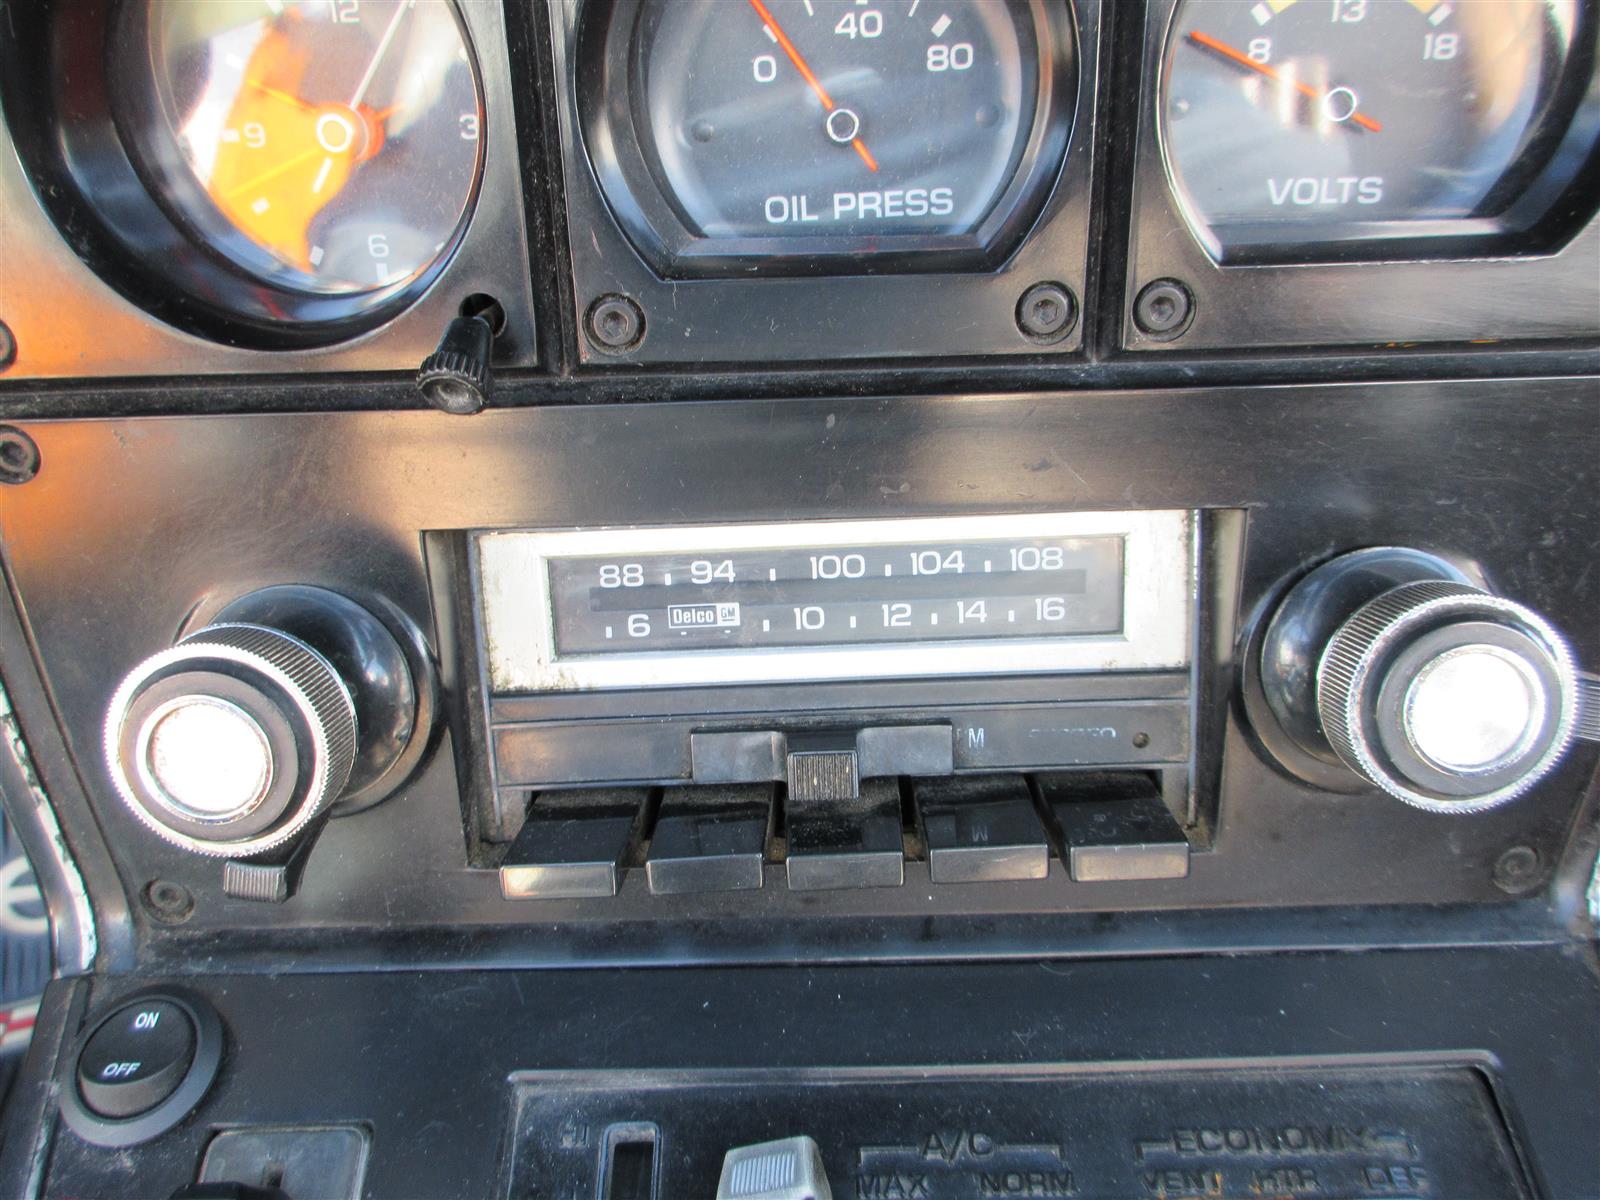 12
9
3
6
0
40
80
OIL PRESS
8
13
18
VOLTS
88 94 100 104 108
6 Delco GM 10 12 14 16
M
M
ON
OFF
HI
A/C
ECONOMY
MAX NORM VENT HTR DEF